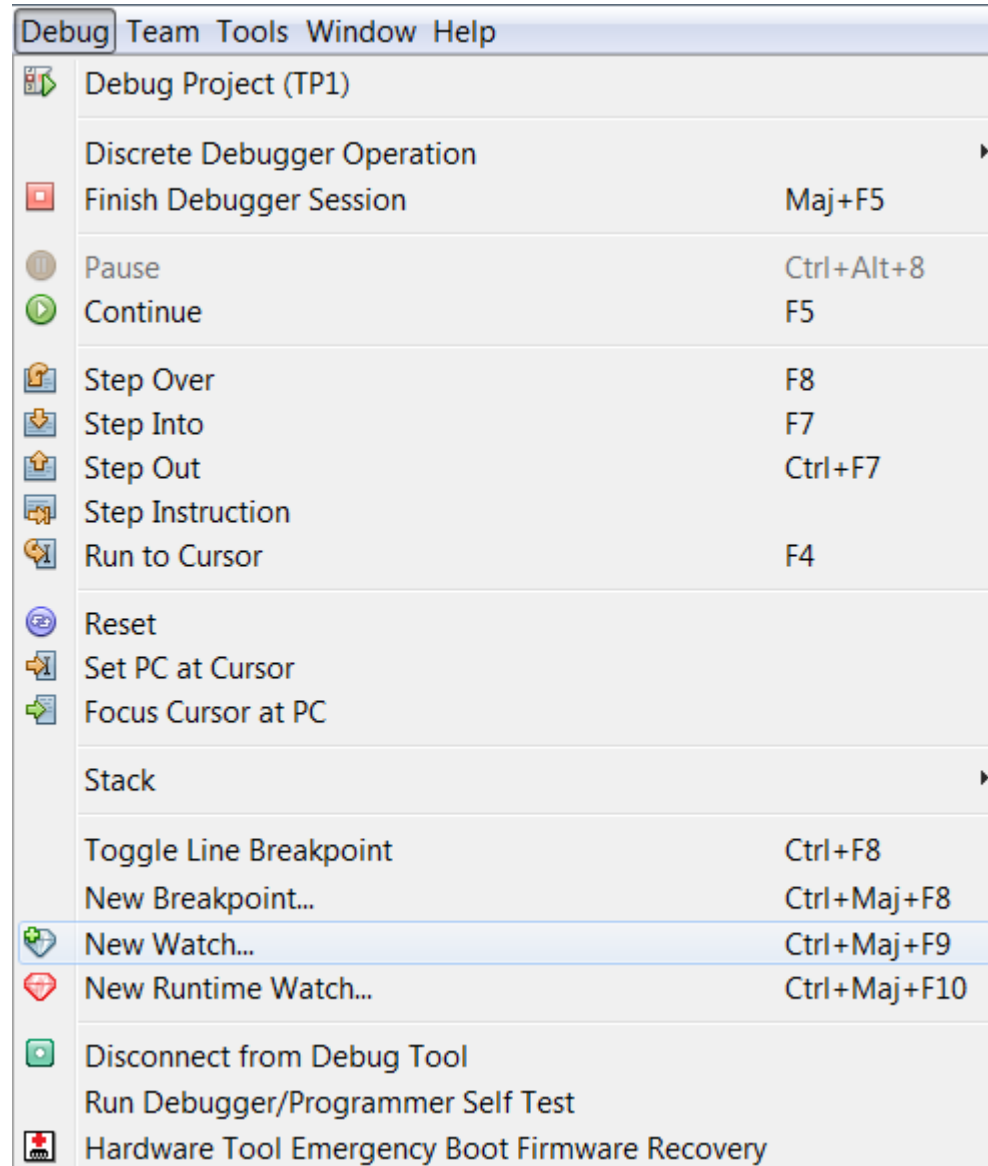 Debug Team Tools Window Help
Debug Project (TP1)
Discrete Debugger Operation
Finish Debugger Session Maj+F5
Pause Ctrl+Alt+8
Continue F5
Step Over F8
Step Into F7
Step Out Ctrl+F7
Step Instruction
Run to Cursor F4
Reset
Set PC at Cursor
Focus Cursor at PC
Stack
Toggle Line Breakpoint Ctrl+F8
New Breakpoint... Ctrl+Maj+F8
New Watch... Ctrl+Maj+F9
New Runtime Watch... Ctrl+Maj+F10
Disconnect from Debug Tool
Run Debugger/Programmer Self Test
Hardware Tool Emergency Boot Firmware Recovery